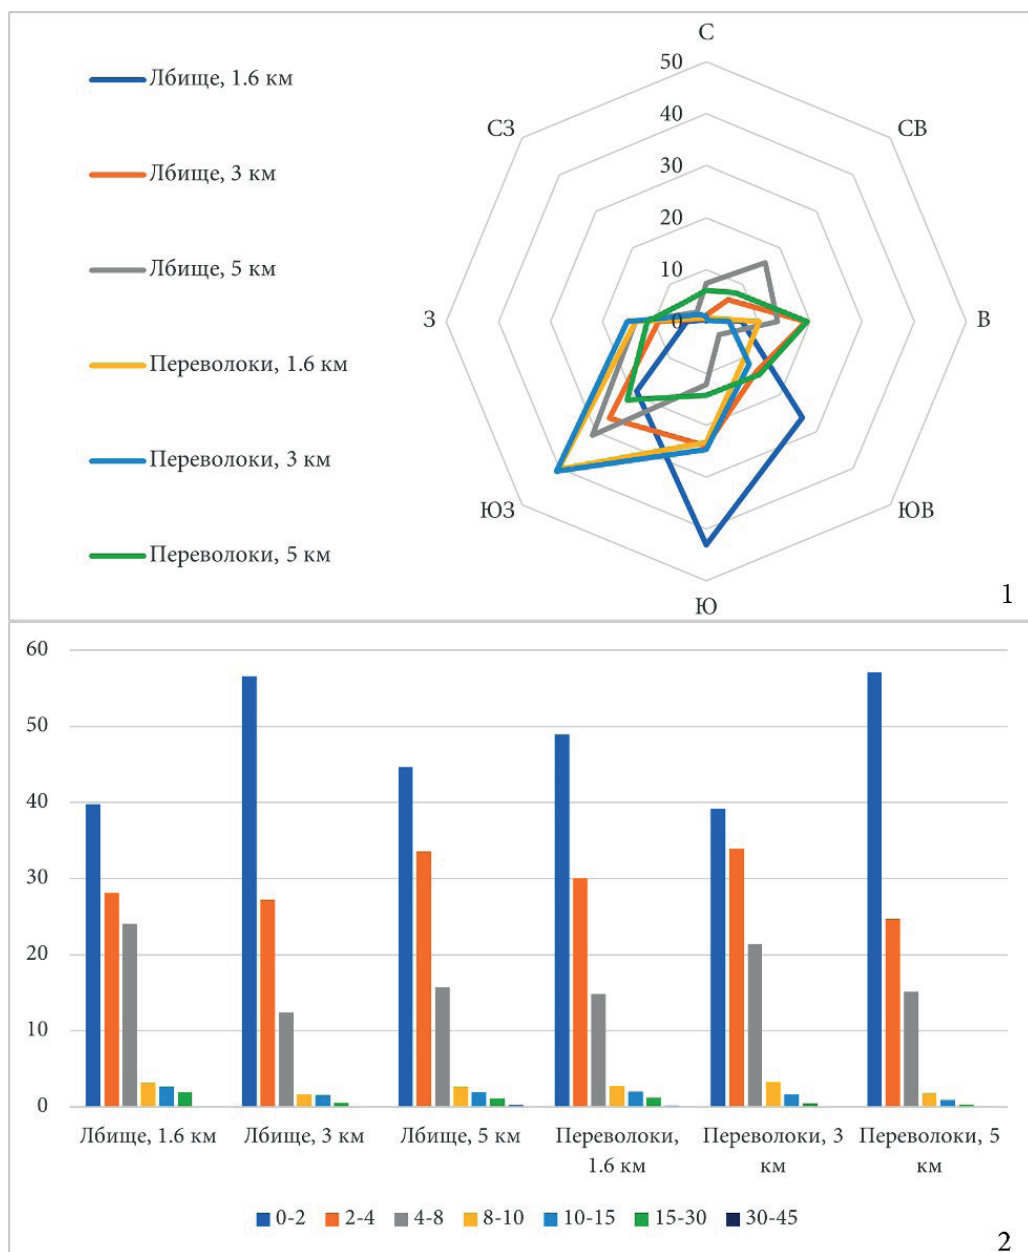 Лбище, 1.6 км
Лбище, 3 км
Лбище, 5 км
Переволоки, 1.6 км
Переволоки, 3 км
Переволоки, 5 км
С
СВ
В
ЮВ
Ю
ЮЗ
З
СЗ
50
40
30
20
10
0
1
60
50
40
30
20
10
0
Лбище, 1.6 км
Лбище, 3 км
Лбище, 5 км
Переволоки,
1.6 км
Переволоки, 3
км
Переволоки, 5
км
0-2
2-4
4-8
8-10
10-15
15-30
30-45
2